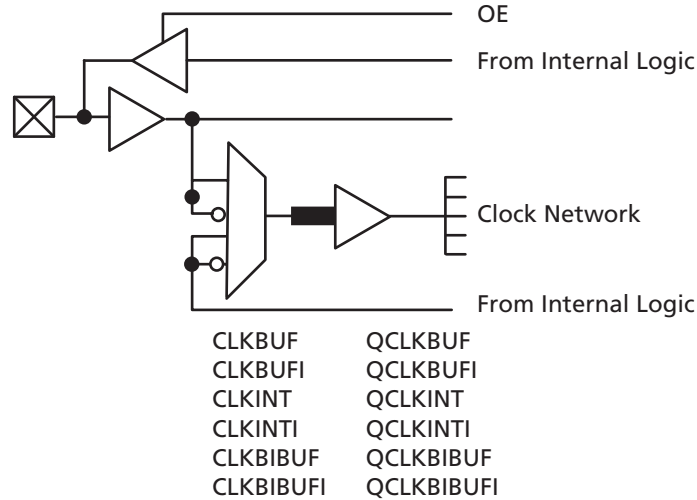 OE
From Internal Logic
Clock Network
From Internal Logic
CLKBUF QCLKBUF
CLKBUFI QCLKBUFI
CLKINT QCLKINT
CLKINTI QCLKINTI
CLKBIBUF QCLKBIBUF
CLKBIBUFI QCLKBIBUFI